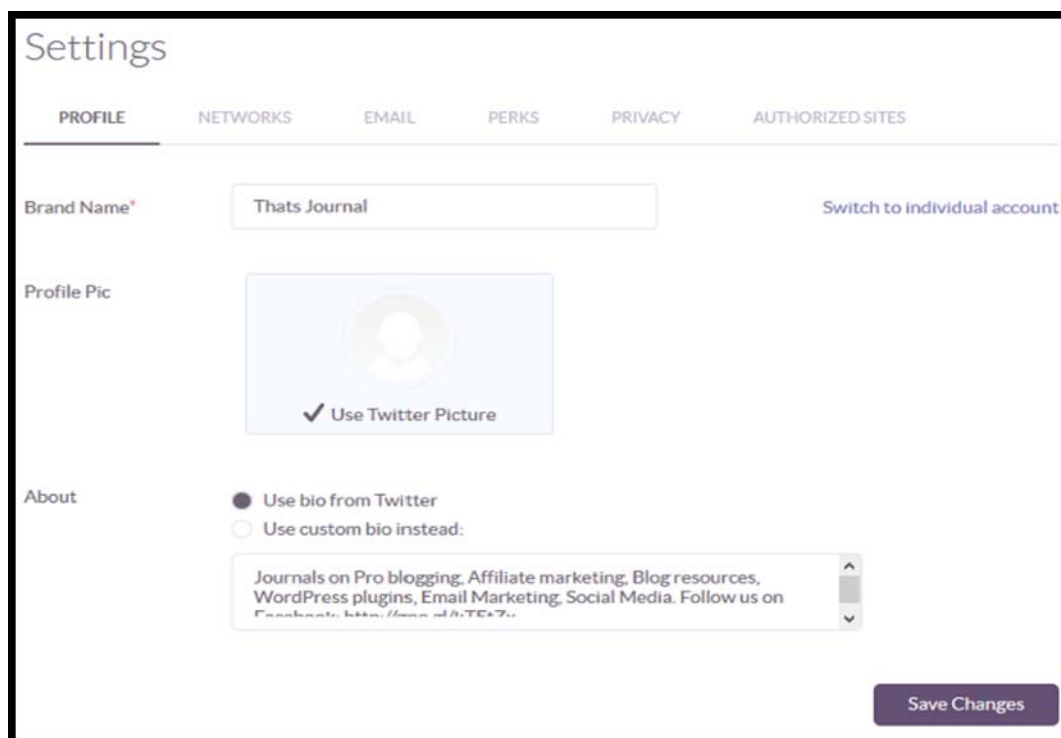 Settings
PROFILE NETWORKS EMAIL PERKS PRIVACY AUTHORIZED SITES
Brand Name* Thats Journal Switch to individual account
Profile Pic
✓ Use Twitter Picture
About
Use bio from Twitter
Use custom bio instead:
Journals on Pro blogging, Affiliate marketing, Blog resources,
WordPress plugins, Email Marketing, Social Media. Follow us on
Save Changes